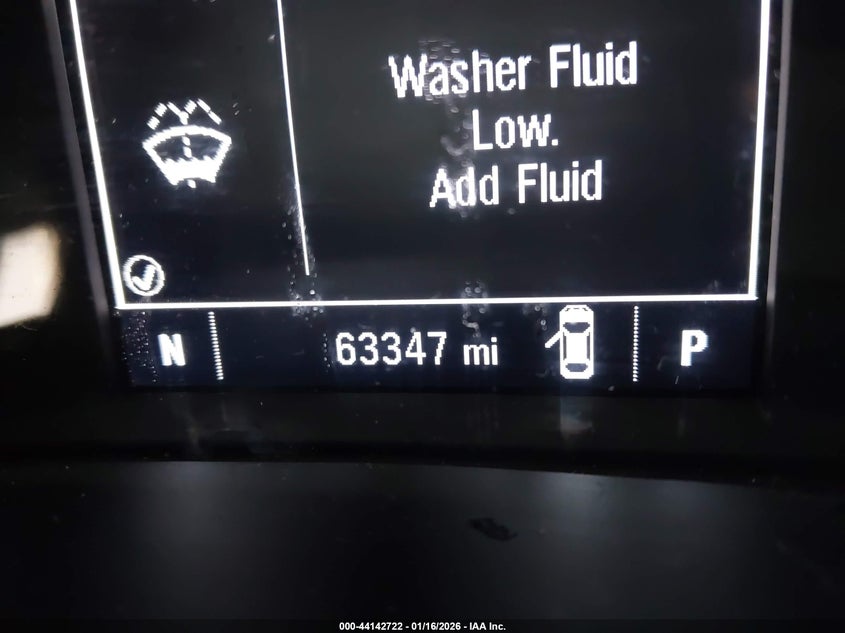 Washer Fluid
Low.
Add Fluid
N 63347 mi P
000-44142722 - 01/16/2026 - IAA Inc.